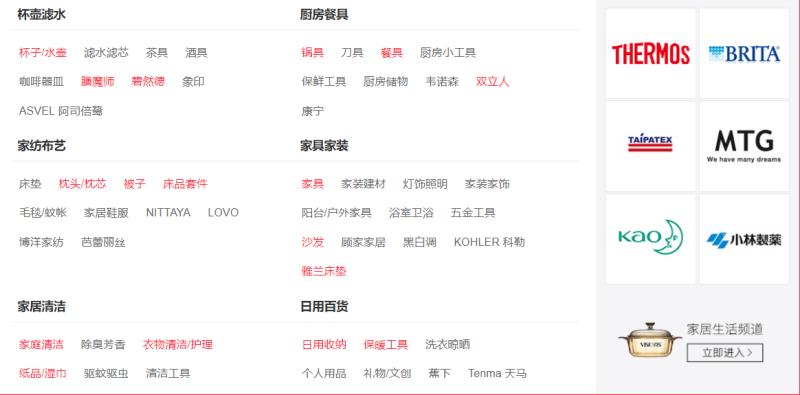 杯壶滤水
杯子/水壶 滤水滤芯 茶具 酒具
咖啡器皿 膳魔师 碧然德 象印
ASVEL 阿司倍鹭
厨房餐具
锅具 刀具 餐具 厨房小工具
保鲜工具 厨房储物 韦诺森 双立人
康宁
家纺布艺
床垫 枕头/枕芯 被子 床品套件
毛毯/蚊帐 家居鞋服 NITTAYA LOVO
博洋家纺 芭蕾丽丝
家具家装
家具 家装建材 灯饰照明 家装家饰
阳台/户外家具 浴室卫浴 五金工具
沙发 顾家家居 黑白调 KOHLER 科勒
雅兰床垫
家居清洁
家庭清洁 除臭芳香 衣物清洁/护理
纸品/湿巾 驱蚊驱虫 清洁工具
日用百货
日用收纳 保暖工具 洗衣晾晒
个人用品 礼物/文创 蕉下 Tenma 天马
THERMOS BRITA
TAIPATEX MTG
We have many dreams
Kao 小林製薬
VISIONS
家居生活频道
立即进入 >